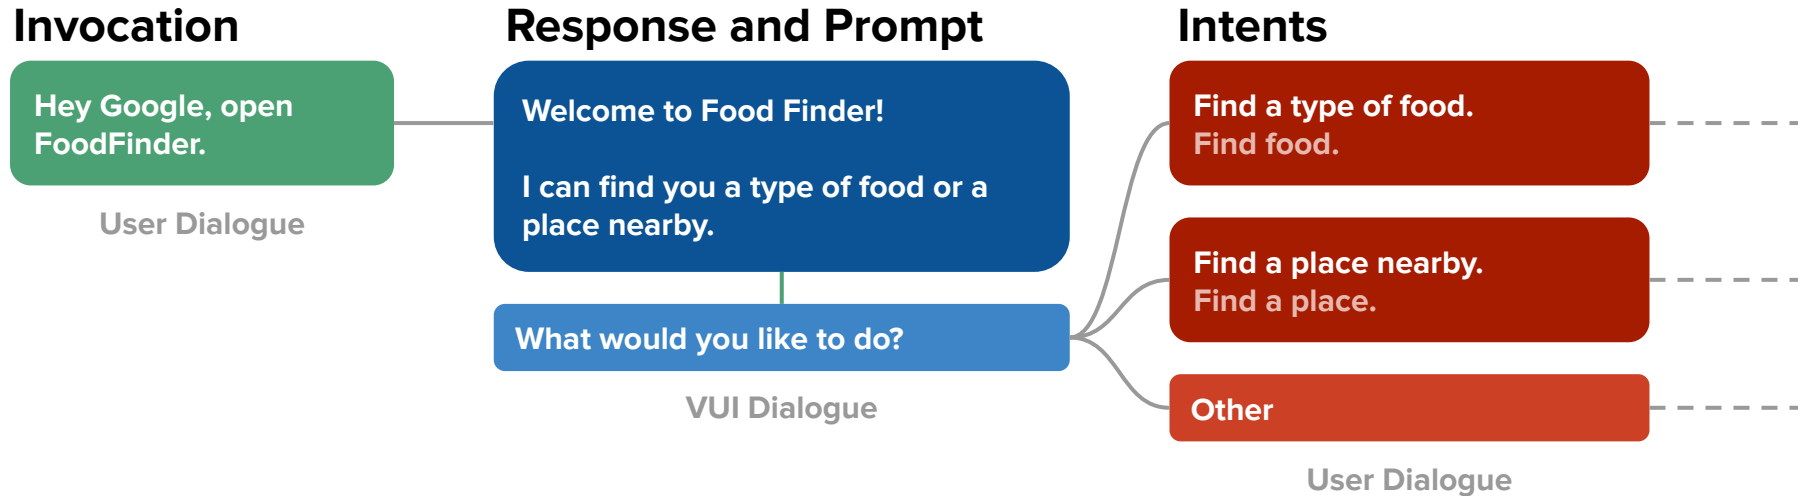 Invocation
Hey Google, open
FoodFinder.
User Dialogue
Response and Prompt
Welcome to Food Finder!
I can find you a type of food or a
place nearby.
What would you like to do?
VUI Dialogue
Intents
Find a type of food.
Find food.
Find a place nearby.
Find a place.
Other
User Dialogue